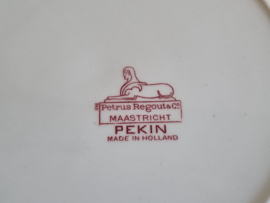 Petrus Regout & Co.
MAASTRICHT
PEKIN
MADE IN HOLLAND